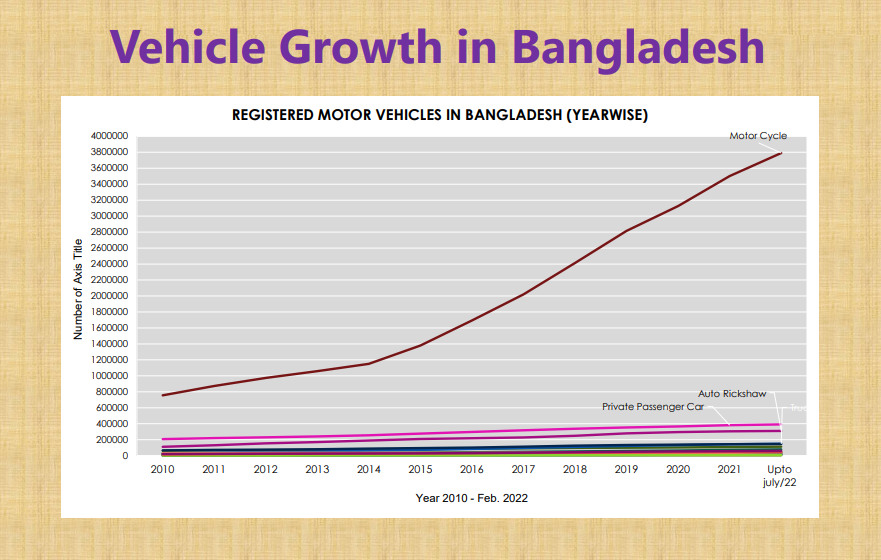 Vehicle Growth in Bangladesh
REGISTERED MOTOR VEHICLES IN BANGLADESH (YEARWISE)
Number of Axis Title
4000000
3800000
3600000
3400000
3200000
3000000
2800000
2600000
2400000
2200000
2000000
1800000
1600000
1400000
1200000
1000000
800000
600000
400000
200000
0
Motor Cycle
Auto Rickshaw
Private Passenger Car
2010 2011 2012 2013 2014 2015 2016 2017 2018 2019 2020 2021 Upto
july/22
Year 2010 - Feb. 2022